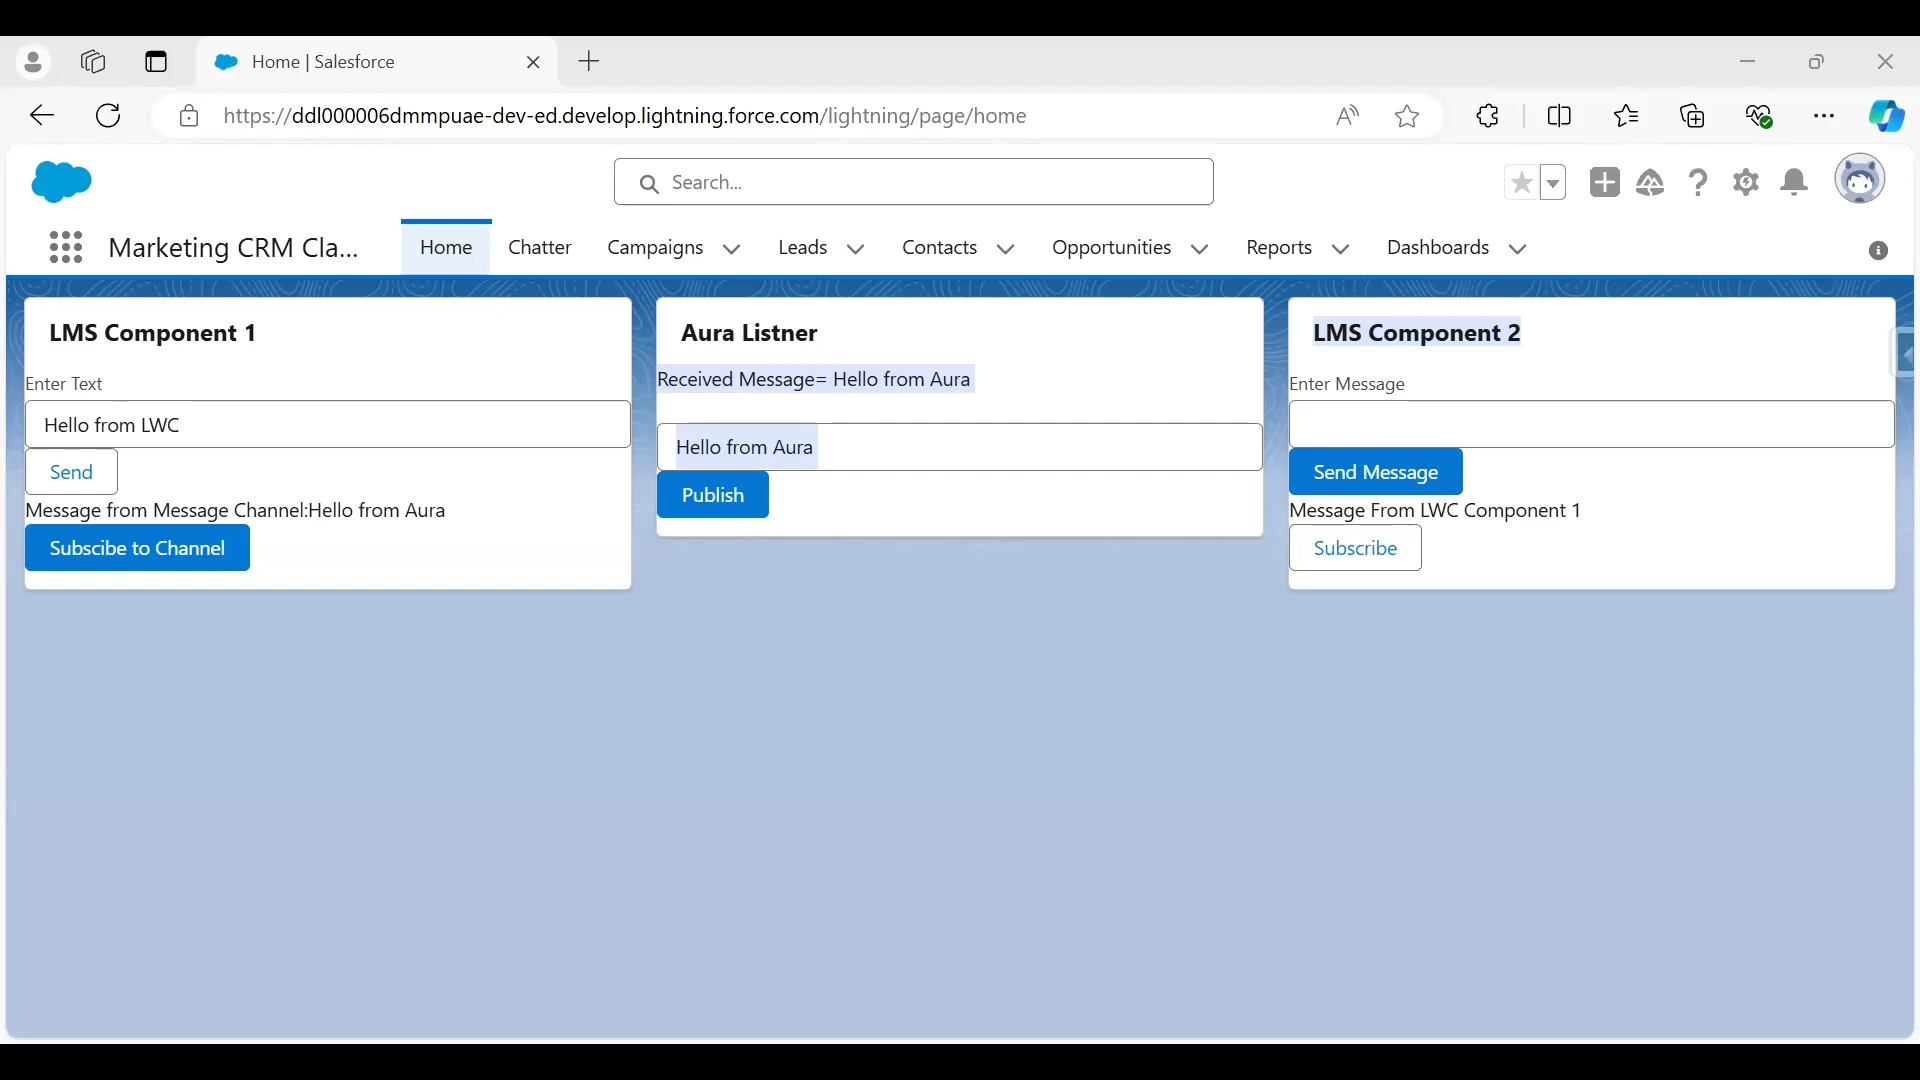 Home | Salesforce
https://ddl000006dmmpuae-dev-ed.develop.lightning.force.com/lightning/page/home
Search...
Marketing CRM Cla...
Home
Chatter
Campaigns
Leads
Contacts
Opportunities
Reports
Dashboards
LMS Component 1
Enter Text
Hello from LWC
Send
Message from Message Channel:Hello from Aura
Subscibe to Channel
Aura Listner
Received Message= Hello from Aura
Hello from Aura
Publish
LMS Component 2
Enter Message
Send Message
Message From LWC Component 1
Subscribe